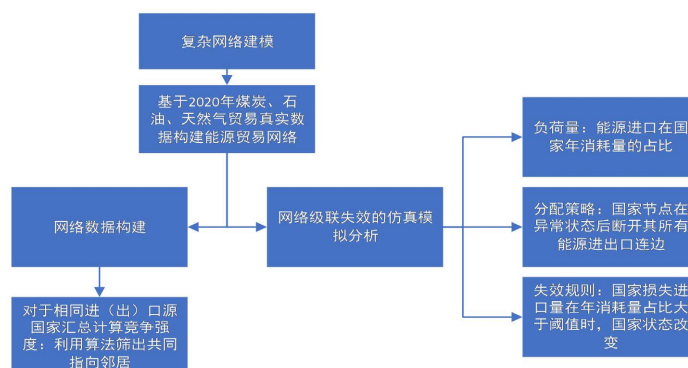 复杂网络建模
基于2020年煤炭、石
油、天然气贸易真实数
据构建能源贸易网络
网络数据构建
网络级联失效的仿真模
拟分析
对于相同进（出）口源
国家汇总计算竞争强
度：利用算法筛出共同
指向邻居
负荷量：能源进口在国
家年消耗量的占比
分配策略：国家节点在
异常状态后断开其所有
能源进出口连边
失效规则：国家损失进
口量在年消耗量占比大
于阈值时，国家状态改
变